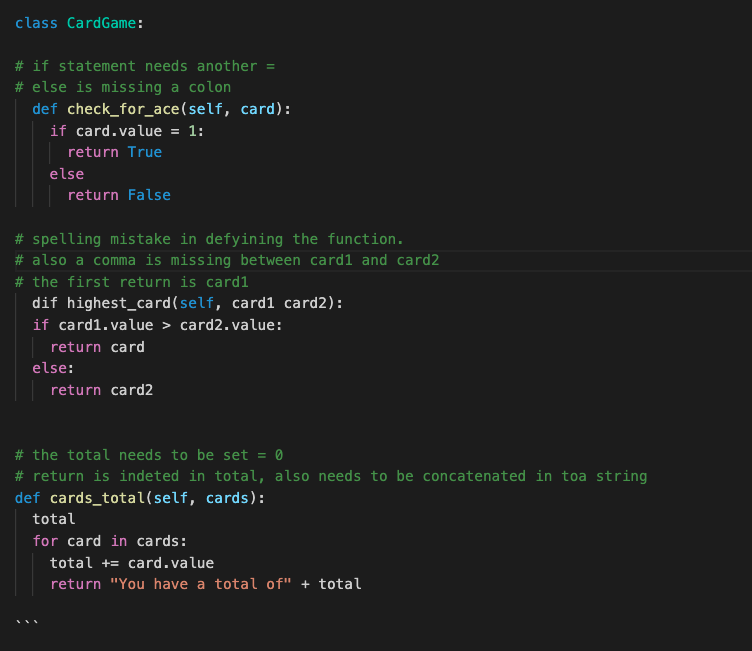 class CardGame:
# if statement needs another =
# else is missing a colon
def check_for_ace(self, card):
if card.value = 1:
return True
else
return False
# spelling mistake in defyining the function.
# also a comma is missing between card1 and card2
# the first return is card1
dif highest_card(self, card1 card2):
if card1.value > card2.value:
return card
else:
return card2
# the total needs to be set = 0
# return is indeted in total, also needs to be concatenated in toa string
def cards_total(self, cards):
total
for card in cards:
total += card.value
return "You have a total of" + total
```